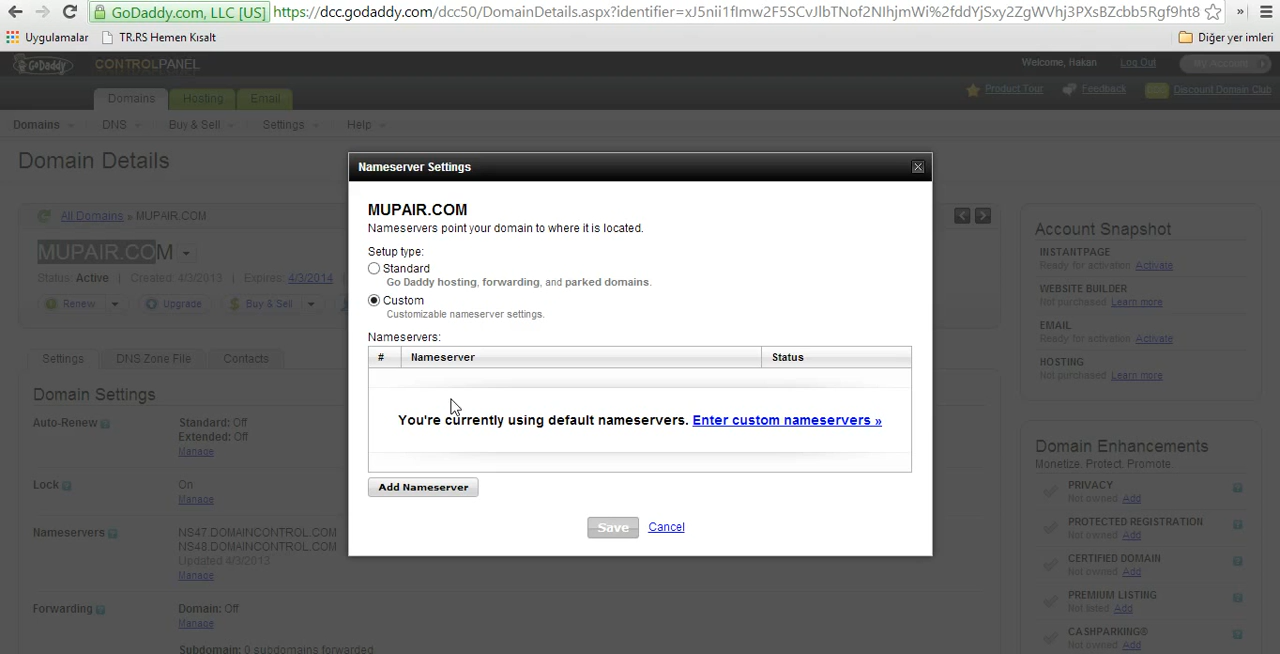 GoDaddy.com, LLC [US] https://dcc.godaddy.com/dcc50/DomainDetails.aspx?identifier=xJ5nii1fImw2F5SCvJlbTNof2NIhjmWi%2fddYjSxy2ZgWVhj3PXsBZcbb5Rgf9ht8 »
Uygulamalar TR.RS Hemen Kısalt Diğer yer imleri
GoDaddy CONTROLPANEL Welcome, Hakan Log Out My Account
Domains Hosting Email Product Tour Feedback Discount Domain Club
Domains DNS Buy & Sell Settings Help
Domain Details
All Domains » MUPAIR.COM
MUPAIR.COM
Status: Active | Created: 4/3/2013 | Expires: 4/3/2014
Renew Upgrade Buy & Sell
Settings DNS Zone File Contacts
Domain Settings
Auto-Renew ? Standard: Off
Extended: Off
Manage
Lock ? On
Manage
Nameservers ? NS47.DOMAINCONTROL.COM
NS48.DOMAINCONTROL.COM
Updated 4/3/2013
Manage
Forwarding ? Domain: Off
Manage
Subdomain: 0 subdomains forwarded
Nameserver Settings
MUPAIR.COM
Nameservers point your domain to where it is located.
Setup type:
Standard
Go Daddy hosting, forwarding, and parked domains.
Custom
Customizable nameserver settings.
Nameservers:
# Nameserver Status
You're currently using default nameservers. Enter custom nameservers »
Add Nameserver
Save Cancel
Account Snapshot
INSTANTPAGE
Ready for activation Activate
WEBSITE BUILDER
Not purchased Learn more
EMAIL
Ready for activation Activate
HOSTING
Not purchased Learn more
Domain Enhancements
Monetize. Protect. Promote.
PRIVACY ?
Not owned Add
PROTECTED REGISTRATION ?
Not owned Add
CERTIFIED DOMAIN ?
Not owned Add
PREMIUM LISTING ?
Not listed Add
CASHPARKING® ?
Not owned Add